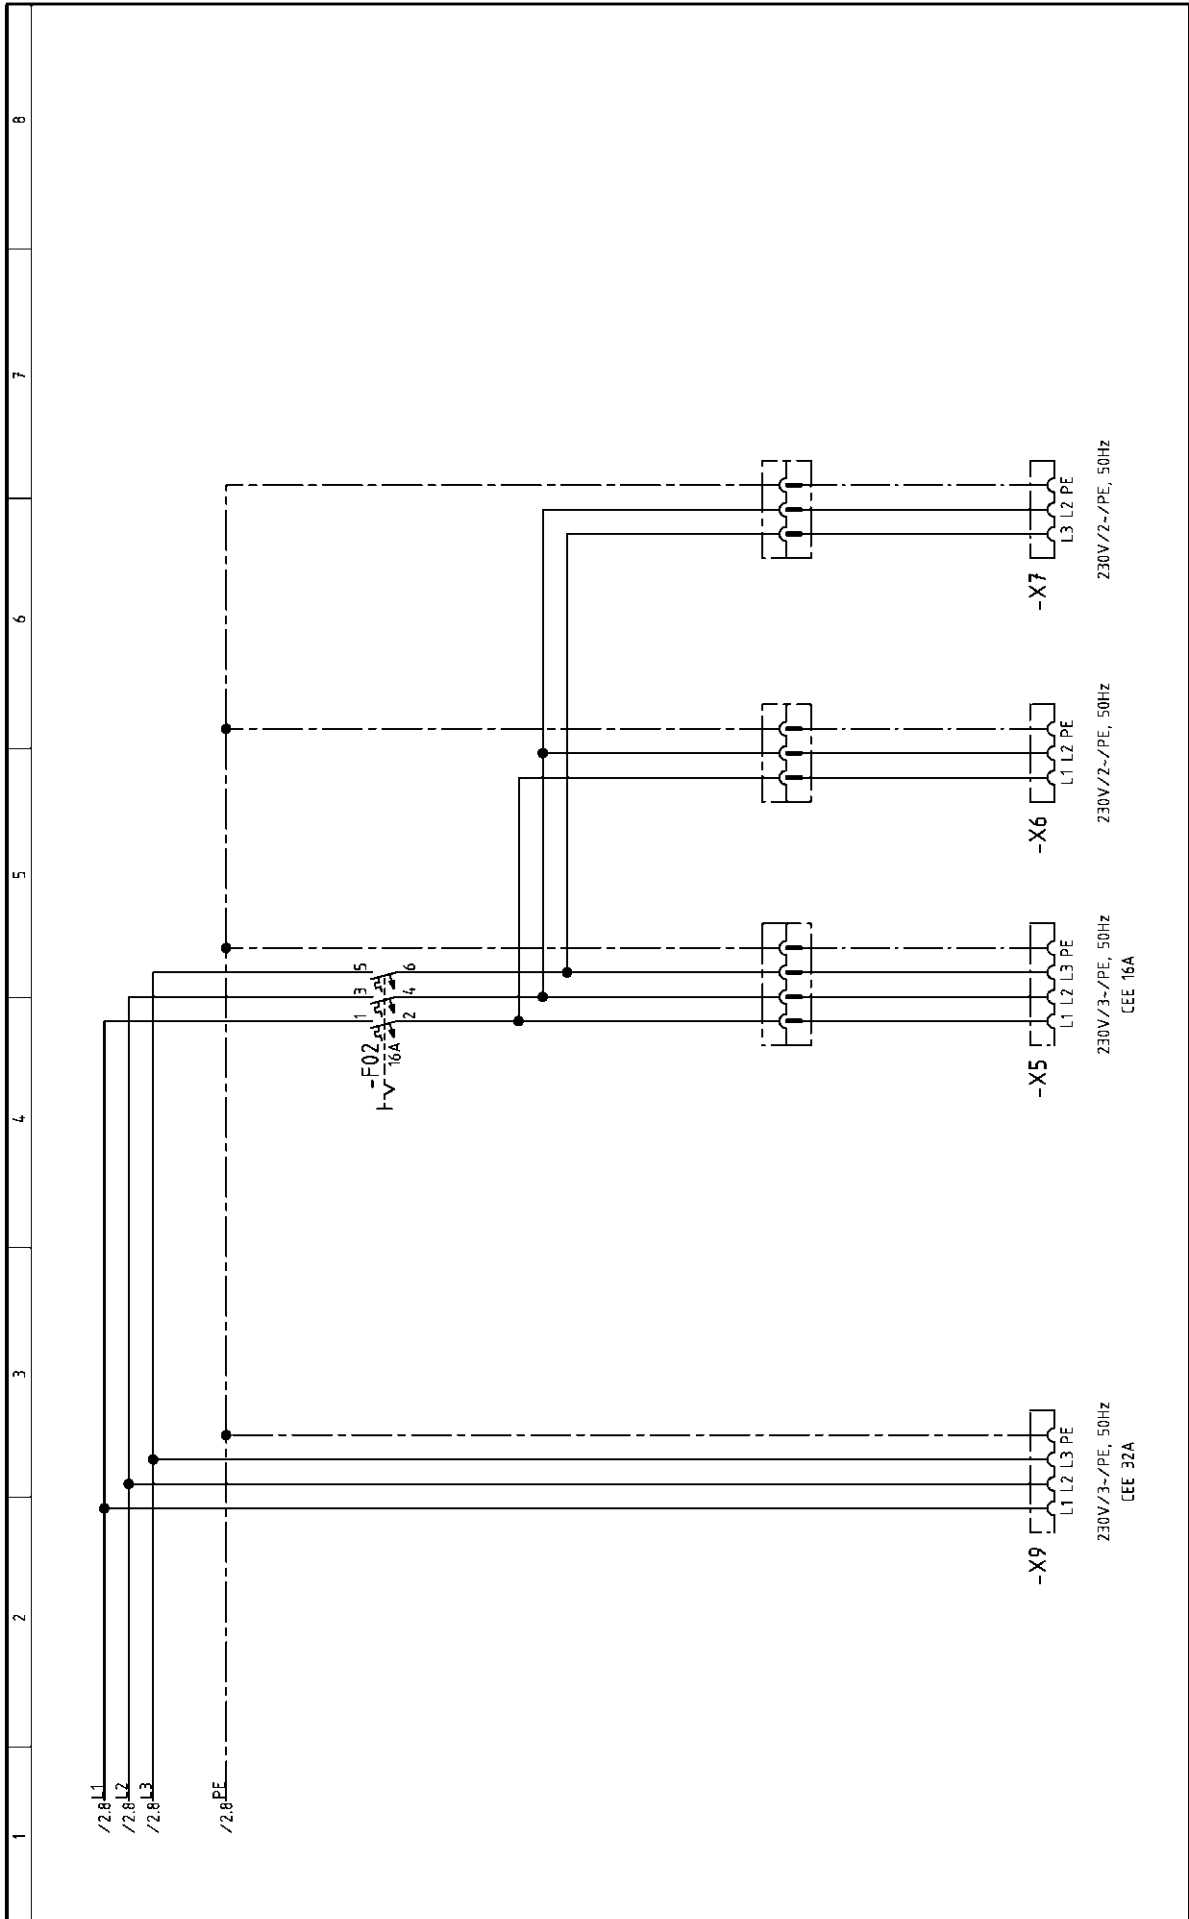 1 2 3 4 5 6 7 8
/2.8 L1
/2.8 L2
/2.8 L3
/2.8 PE
-F02
16A
1 3 5
2 4 6
-X9
L1 L2 L3 PE
230V/3~/PE, 50Hz
CEE 32A
-X5
L1 L2 L3 PE
230V/3~/PE, 50Hz
CEE 16A
-X6
L1 L2 PE
230V/2~/PE, 50Hz
-X7
L3 L2 PE
230V/2~/PE, 50Hz